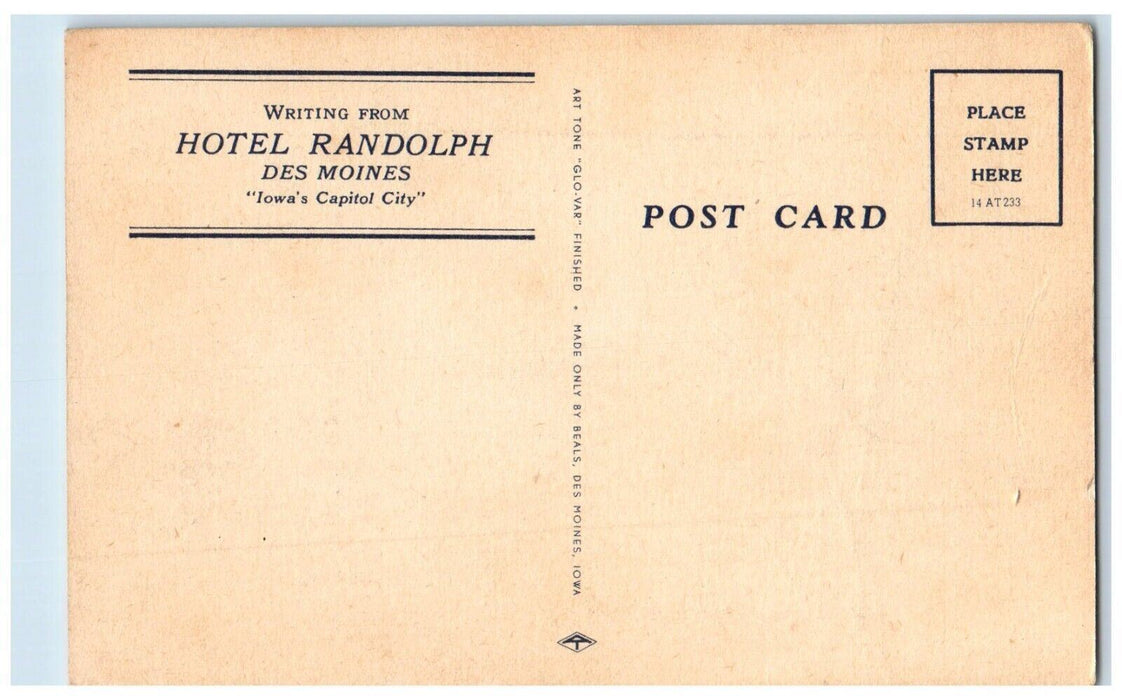 WRITING FROM
HOTEL RANDOLPH
DES MOINES
"Iowa's Capitol City"
ART TONE "GLO-VAR" FINISHED • MADE ONLY BY BEALS, DES MOINES, IOWA
POST CARD
PLACE
STAMP
HERE
14 AT233